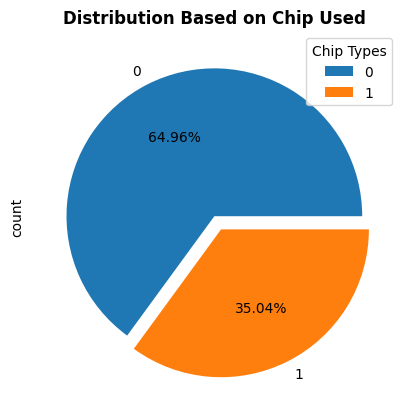 Distribution Based on Chip Used
Chip Types
0
1
0
64.96%
count
35.04%
1